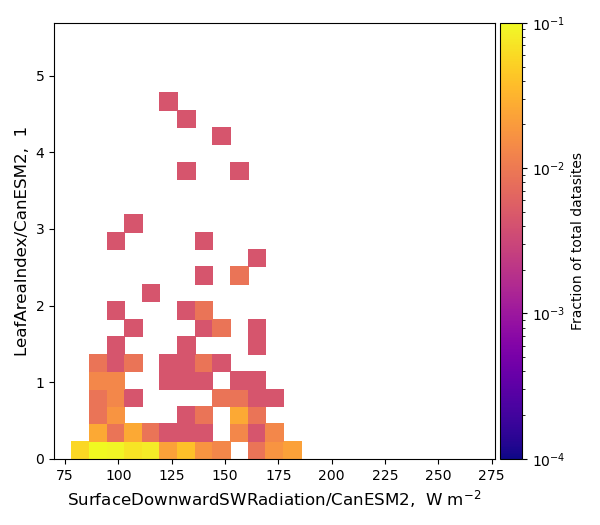 5
4
3
2
1
0
LeafAreaIndex/CanESM2, 1
75 100 125 150 175 200 225 250 275
SurfaceDownwardSWRadiation/CanESM2, W m⁻²
10⁻¹
10⁻²
10⁻³
10⁻⁴
Fraction of total datasites